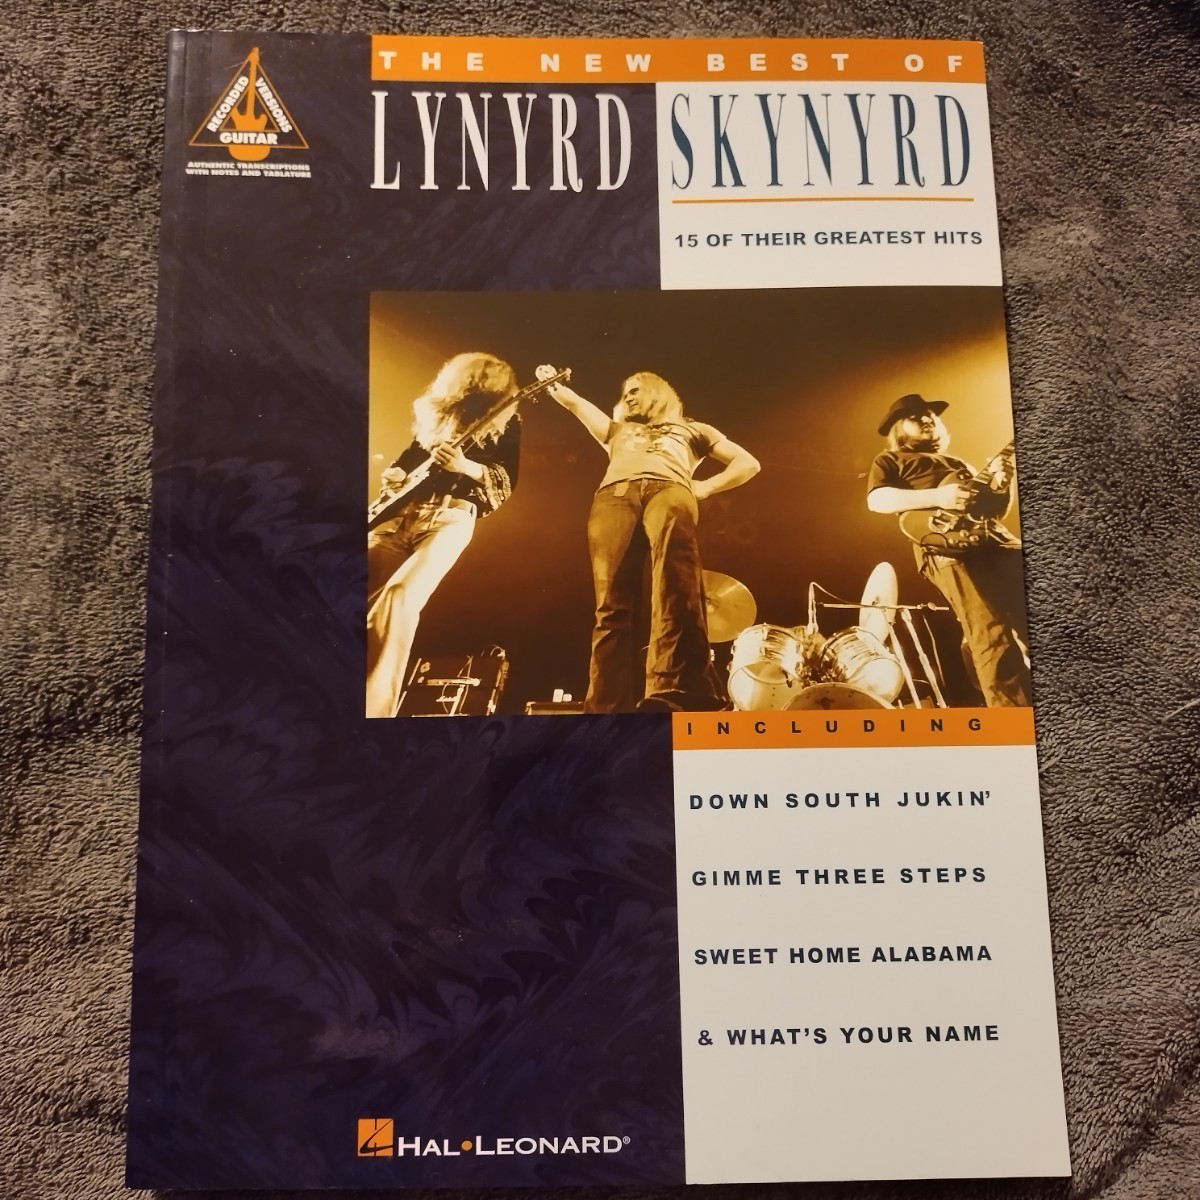 THE NEW BEST OF
LYNYRD SKYNYRD
15 OF THEIR GREATEST HITS
RECORDED VERSIONS
GUITAR
AUTHENTIC TRANSCRIPTIONS
WITH NOTES AND TABLATURE
INCLUDING
DOWN SOUTH JUKIN'
GIMME THREE STEPS
SWEET HOME ALABAMA
& WHAT'S YOUR NAME
HAL•LEONARD®